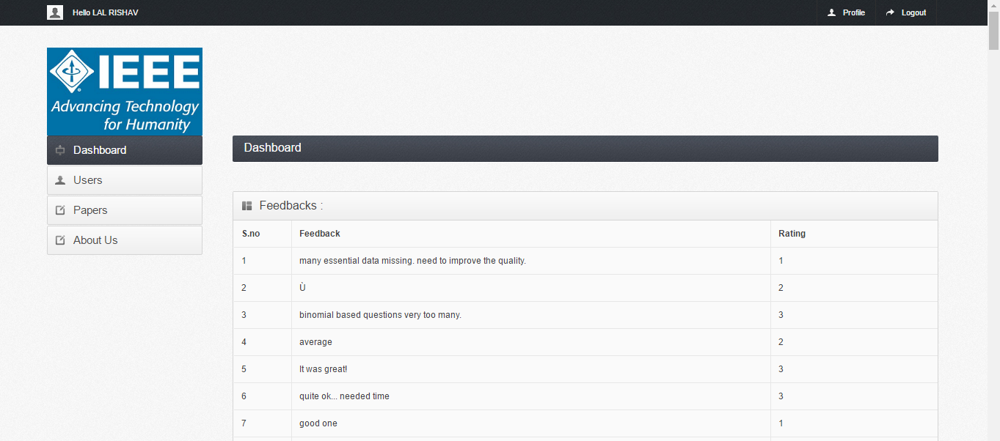 Hello LAL RISHAV
Profile
Logout
IEEE
Advancing Technology
for Humanity
Dashboard
Users
Papers
About Us
Dashboard
Feedbacks :
S.no Feedback Rating
1 many essential data missing. need to improve the quality. 1
2 Ù 2
3 binomial based questions very too many. 3
4 average 2
5 It was great! 3
6 quite ok... needed time 3
7 good one 1